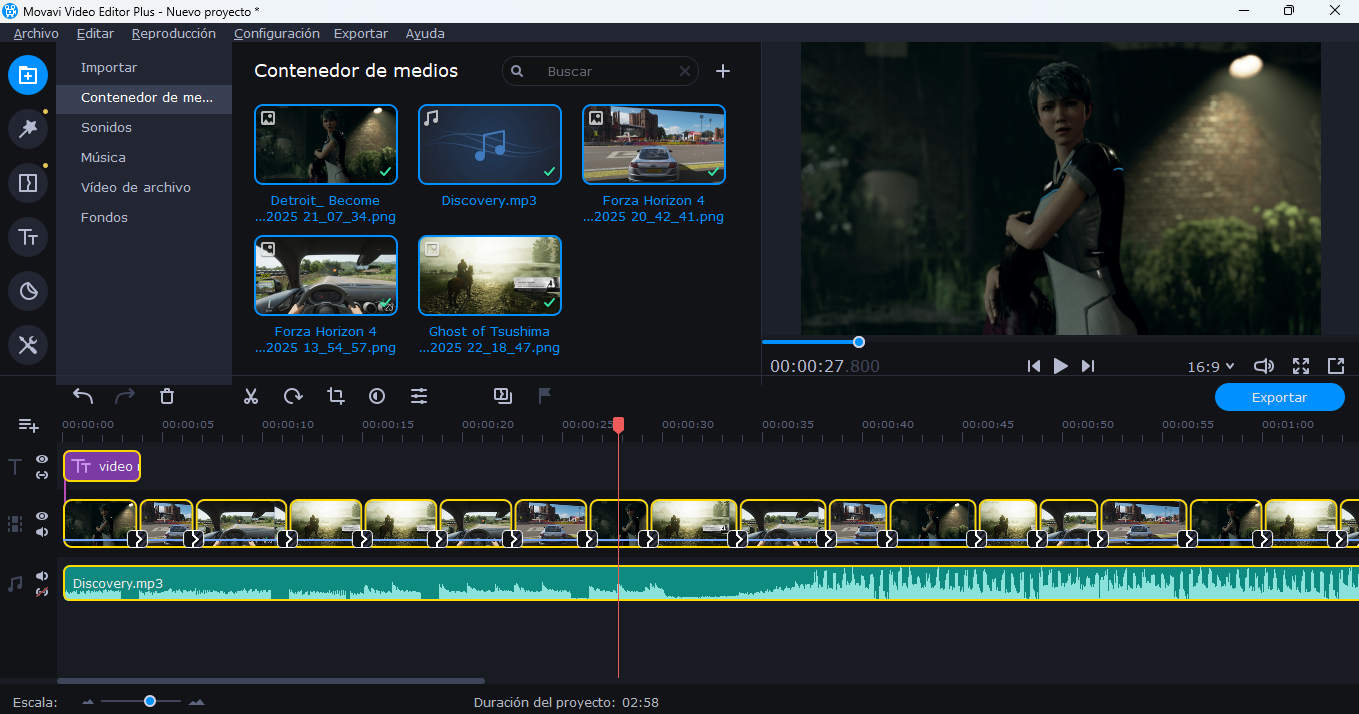 Movavi Video Editor Plus - Nuevo proyecto *
Archivo Editar Reproducción Configuración Exportar Ayuda
Importar
Contenedor de me...
Sonidos
Música
Vídeo de archivo
Fondos
Contenedor de medios
Buscar
Detroit_ Become
...2025 21_07_34.png
Discovery.mp3
Forza Horizon 4
...2025 20_42_41.png
Forza Horizon 4
...2025 13_54_57.png
Ghost of Tsushima
...2025 22_18_47.png
00:00:27.800
16:9
Exportar
00:00:00 00:00:05 00:00:10 00:00:15 00:00:20 00:00:25 00:00:30 00:00:35 00:00:40 00:00:45 00:00:50 00:00:55 00:01:00
video
Discovery.mp3
Escala:
Duración del proyecto: 02:58